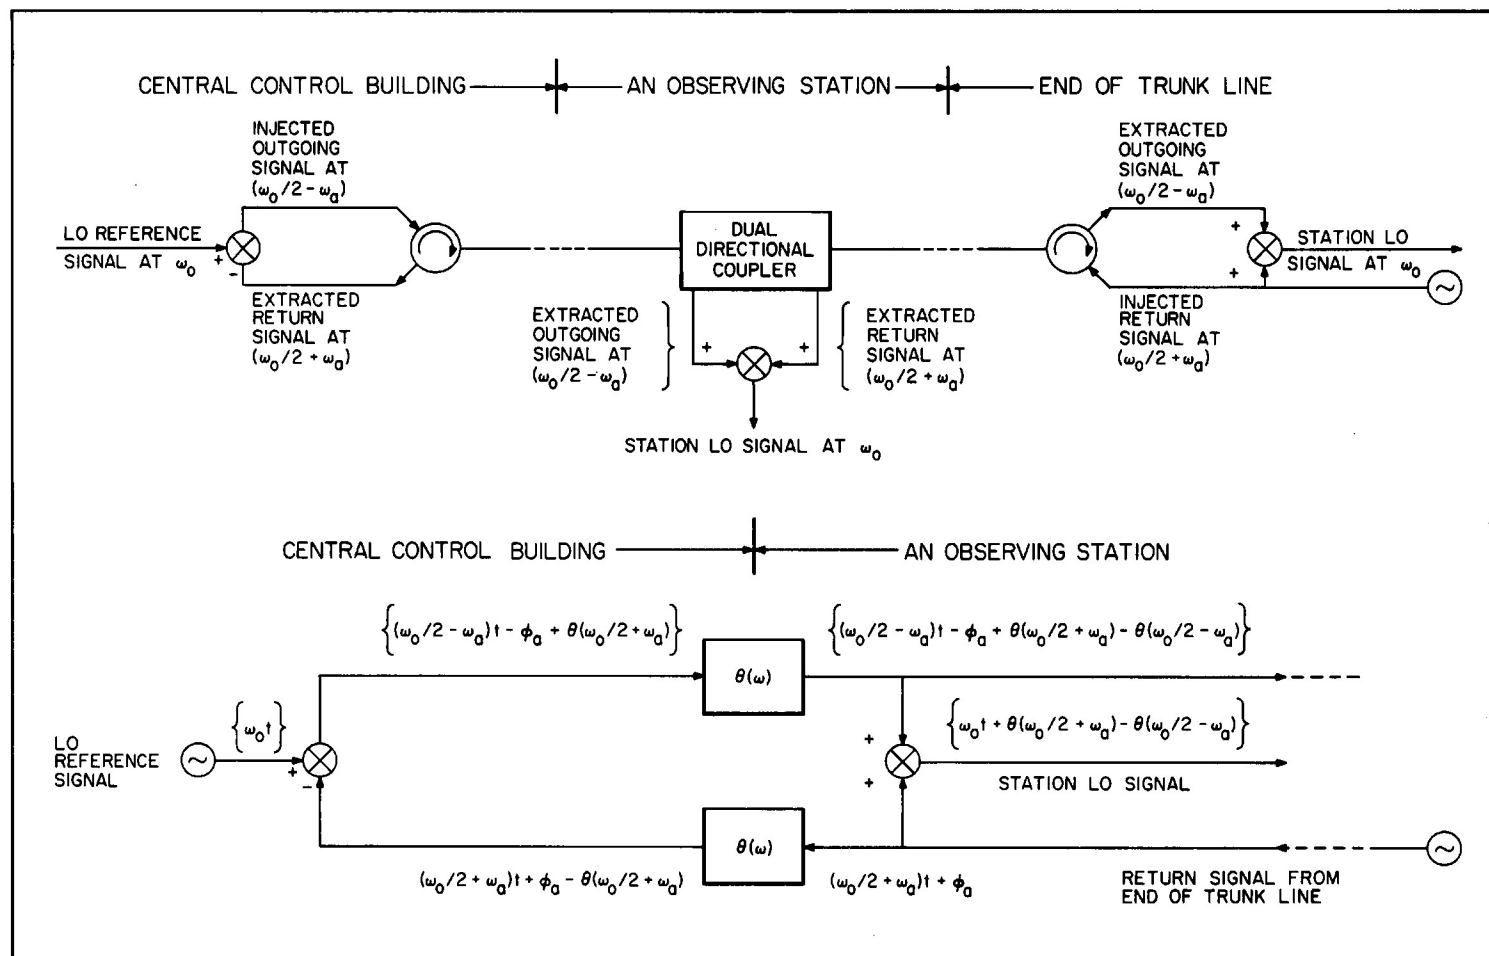 CENTRAL CONTROL BUILDING
AN OBSERVING STATION
END OF TRUNK LINE
INJECTED
OUTGOING
SIGNAL AT
(ω₀/2 - ωₐ)
LO REFERENCE
SIGNAL AT ω₀
+
-
EXTRACTED
RETURN
SIGNAL AT
(ω₀/2 + ωₐ)
DUAL
DIRECTIONAL
COUPLER
EXTRACTED
OUTGOING
SIGNAL AT
(ω₀/2 - ωₐ)
+
+
EXTRACTED
RETURN
SIGNAL AT
(ω₀/2 + ωₐ)
STATION LO SIGNAL AT ω₀
EXTRACTED
OUTGOING
SIGNAL AT
(ω₀/2 - ωₐ)
+
+
STATION LO
SIGNAL AT ω₀
~
INJECTED
RETURN
SIGNAL AT
(ω₀/2 + ωₐ)
CENTRAL CONTROL BUILDING
AN OBSERVING STATION
{(ω₀/2 - ωₐ)t - ϕₐ + θ(ω₀/2 + ωₐ)}
{(ω₀/2 - ωₐ)t - ϕₐ + θ(ω₀/2 + ωₐ) - θ(ω₀/2 - ωₐ)}
θ(ω)
{ω₀t}
{ω₀t + θ(ω₀/2 + ωₐ) - θ(ω₀/2 - ωₐ)}
LO
REFERENCE
SIGNAL
~
+
-
+
+
STATION LO SIGNAL
θ(ω)
~
(ω₀/2 + ωₐ)t + ϕₐ - θ(ω₀/2 + ωₐ)
(ω₀/2 + ωₐ)t + ϕₐ
RETURN SIGNAL FROM
END OF TRUNK LINE